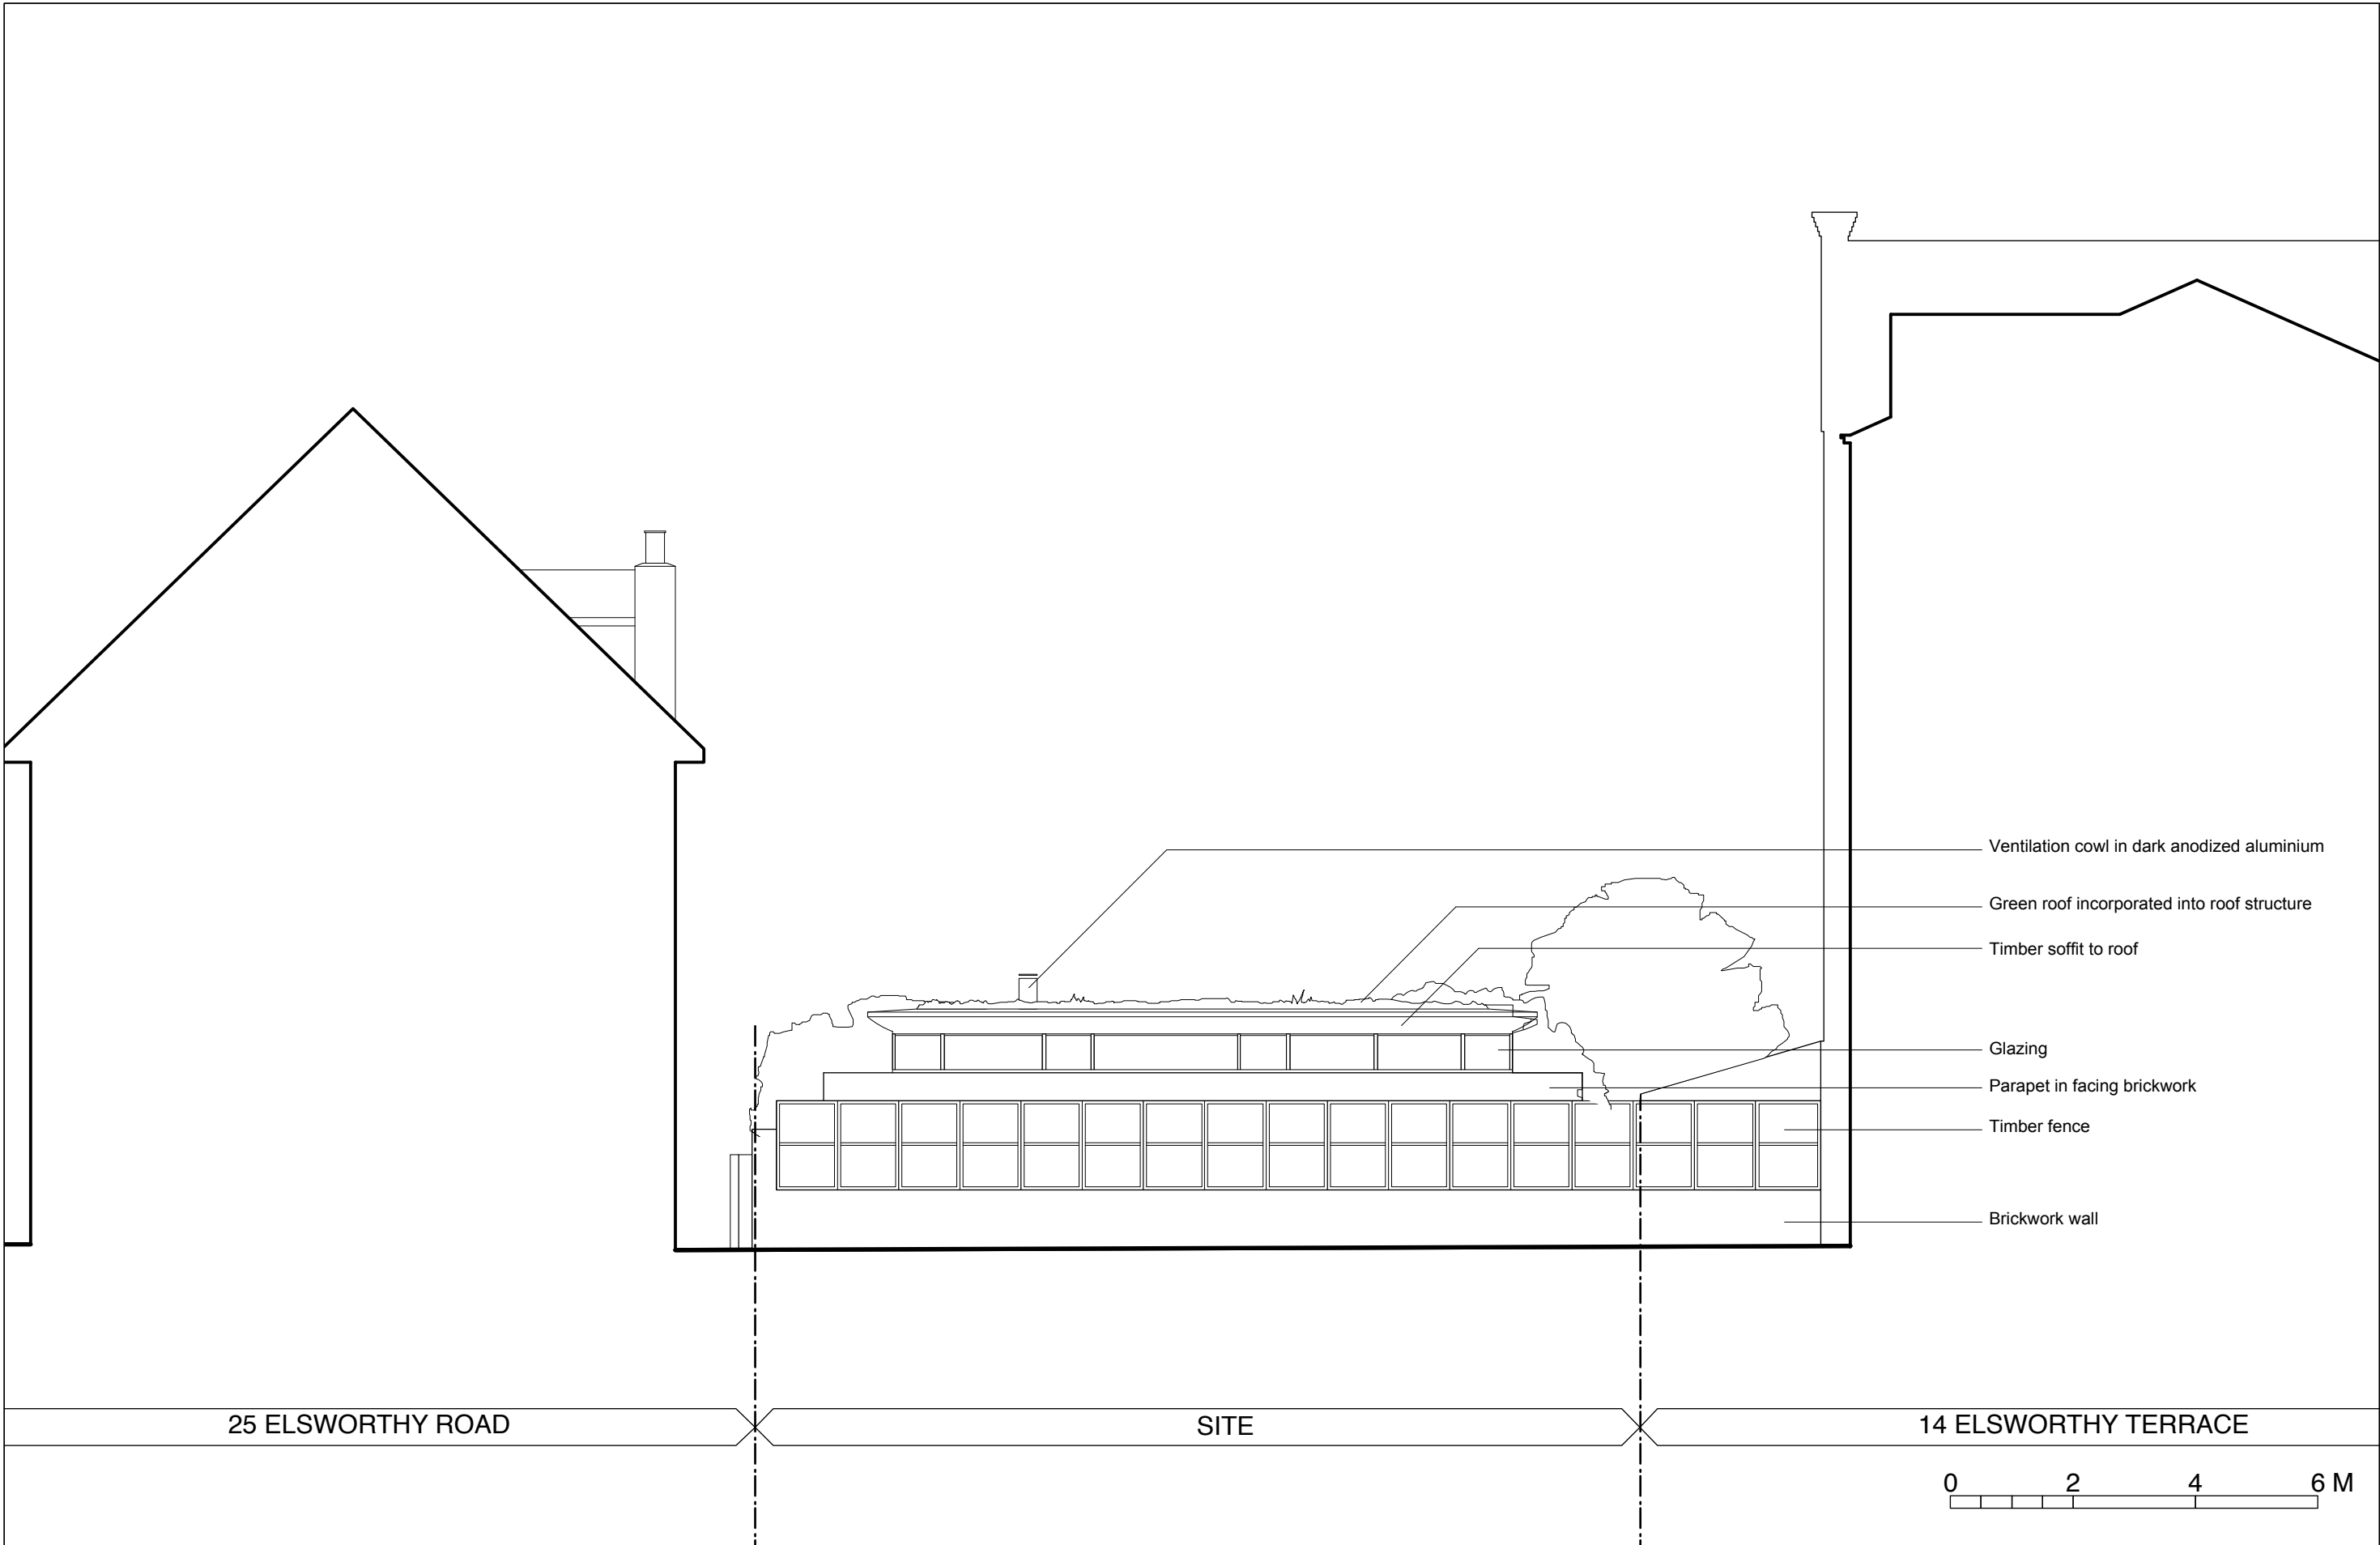 Ventilation cowl in dark anodized aluminium
Green roof incorporated into roof structure
Timber soffit to roof
Glazing
Parapet in facing brickwork
Timber fence
Brickwork wall
25 ELSWORTHY ROAD
SITE
14 ELSWORTHY TERRACE
0 2 4 6 M